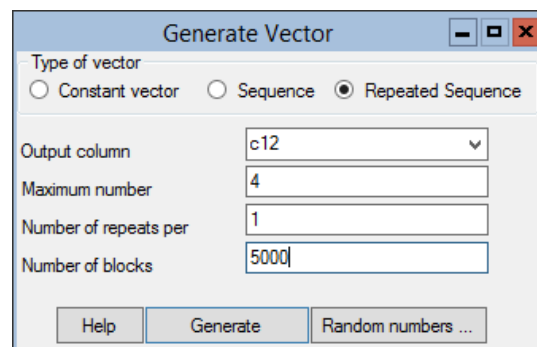 Generate Vector
Type of vector
Constant vector Sequence Repeated Sequence
Output column c12
Maximum number 4
Number of repeats per 1
Number of blocks 5000
Help Generate Random numbers ...